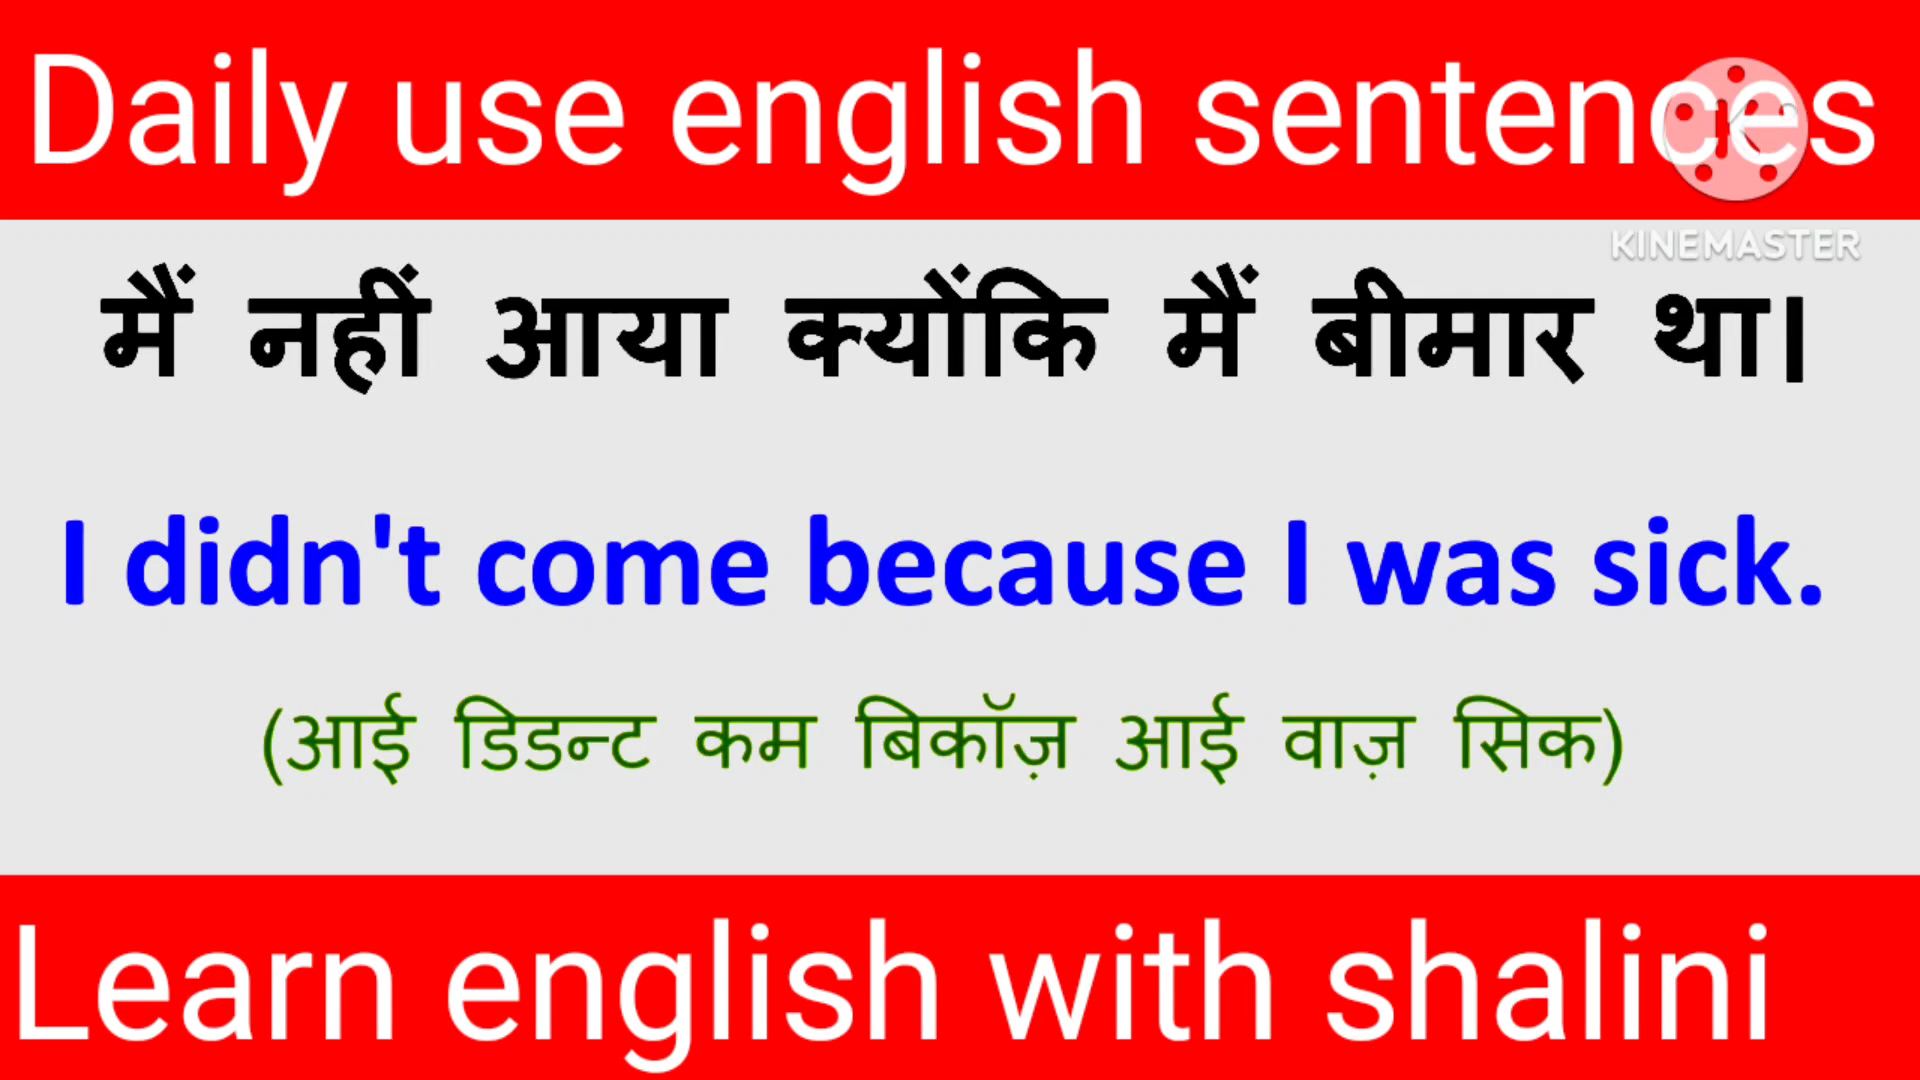 Daily use english sentences
KINEMASTER
मैं नहीं आया क्योंकि मैं बीमार था।
I didn't come because I was sick.
(आई डिडन्ट कम बिकॉज़ आई वाज़ सिक)
Learn english with shalini